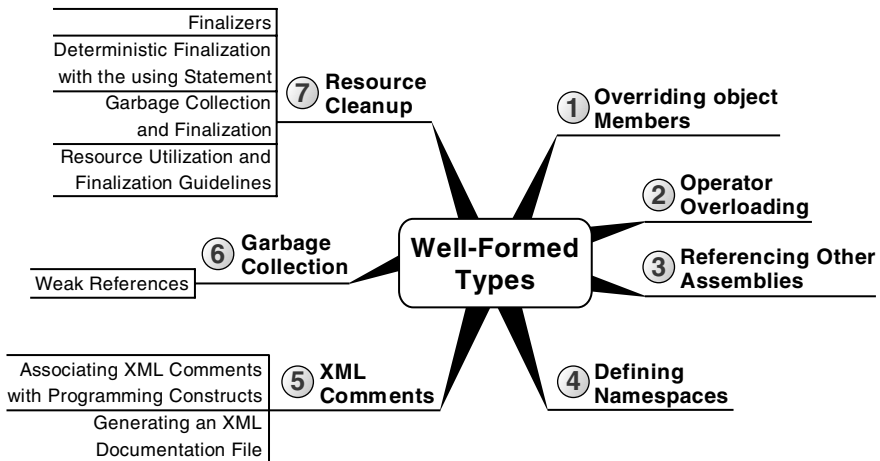 Well-Formed
Types
1 Overriding object
Members
2 Operator
Overloading
3 Referencing Other
Assemblies
4 Defining
Namespaces
5 XML
Comments
Associating XML Comments
with Programming Constructs
Generating an XML
Documentation File
6 Garbage
Collection
Weak References
7 Resource
Cleanup
Finalizers
Deterministic Finalization
with the using Statement
Garbage Collection
and Finalization
Resource Utilization and
Finalization Guidelines